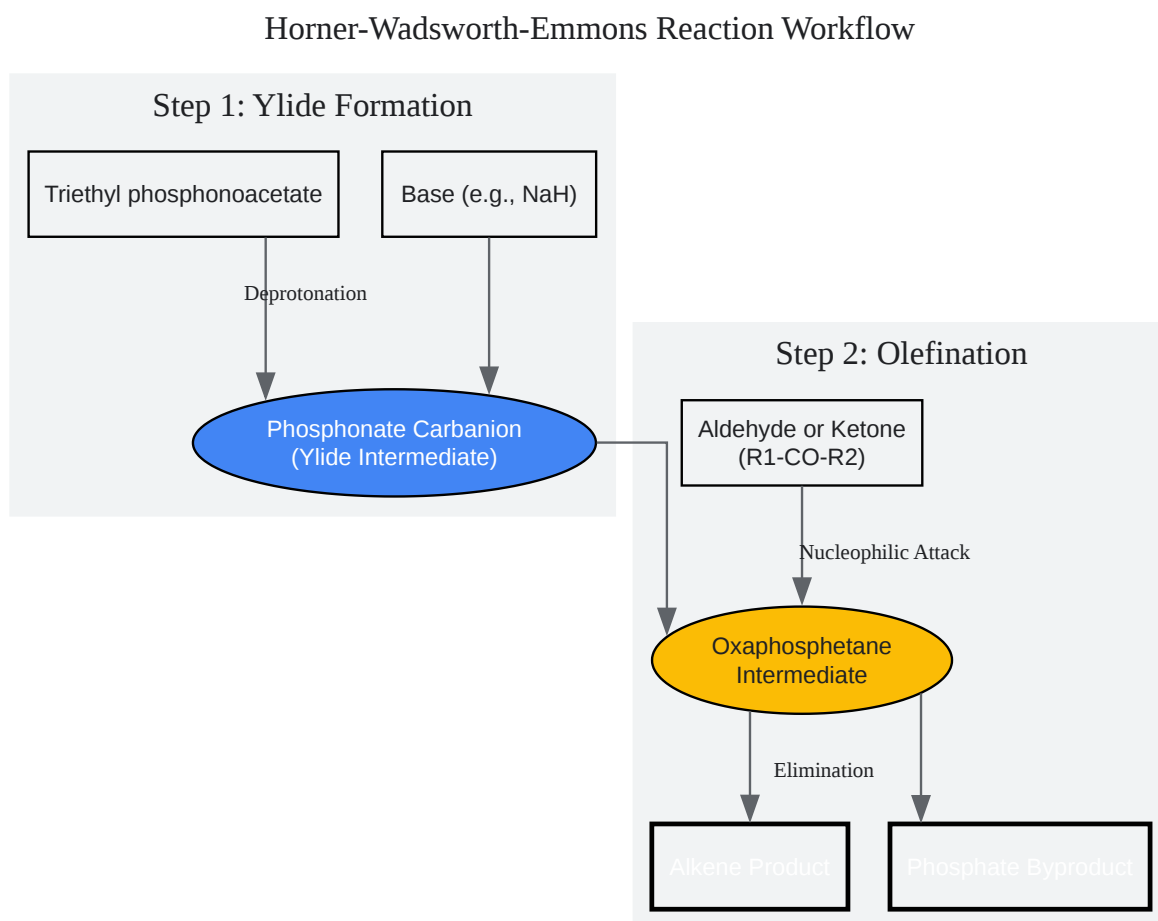 Horner-Wadsworth-Emmons Reaction Workflow
Step 1: Ylide Formation
Triethyl phosphonoacetate
Base (e.g., NaH)
Deprotonation
Phosphonate Carbanion
(Ylide Intermediate)
Step 2: Olefination
Aldehyde or Ketone
(R1-CO-R2)
Nucleophilic Attack
Oxaphosphetane
Intermediate
Elimination
Alkene Product
Phosphate Byproduct